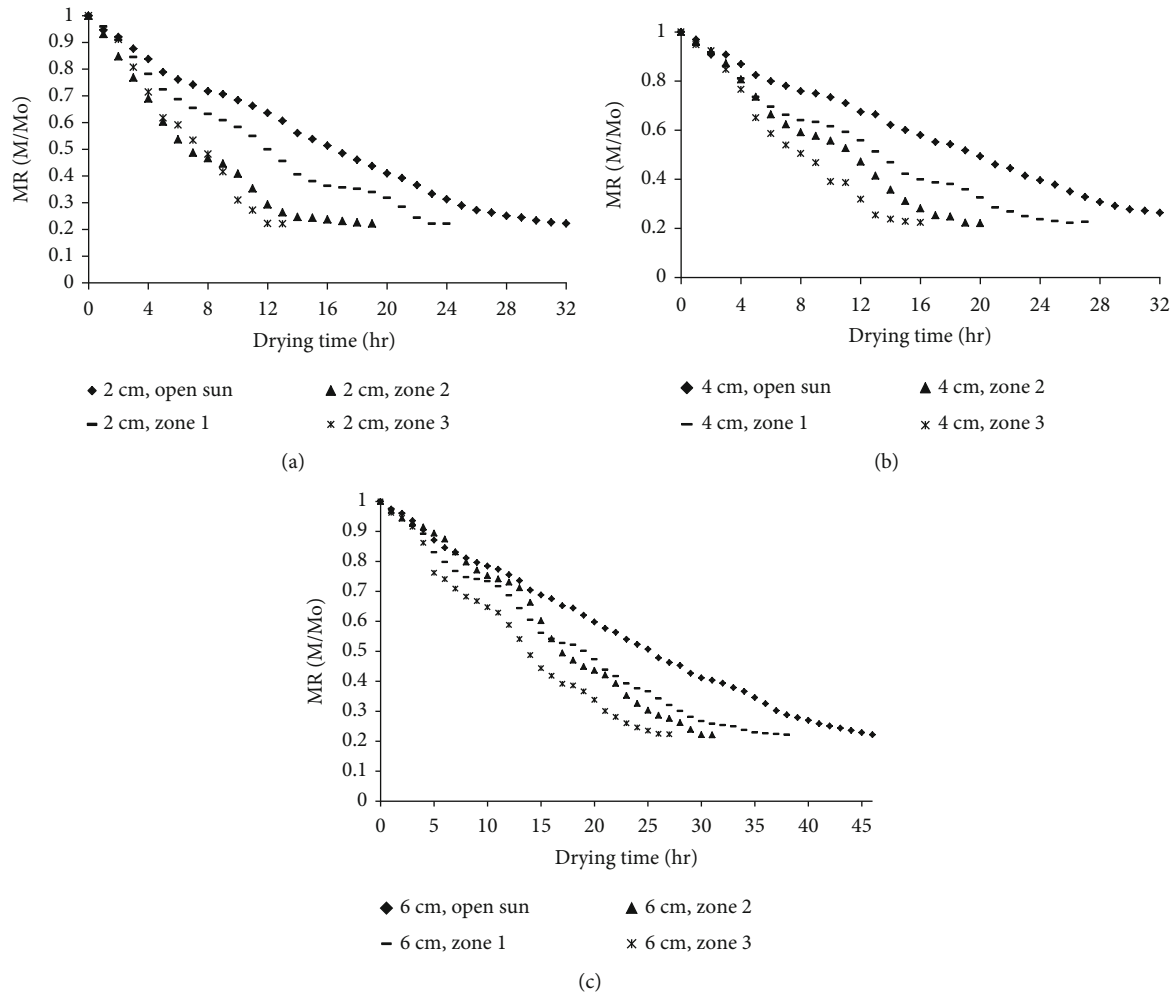 1
0.9
0.8
0.7
0.6
0.5
0.4
0.3
0.2
0.1
0
MR (M/Mo)
0 4 8 12 16 20 24 28 32
Drying time (hr)
2 cm, open sun
2 cm, zone 2
2 cm, zone 1
2 cm, zone 3
(a)
1
0.8
0.6
0.4
0.2
0
MR (M/Mo)
0 4 8 12 16 20 24 28 32
Drying time (hr)
4 cm, open sun
4 cm, zone 2
4 cm, zone 1
4 cm, zone 3
(b)
1
0.9
0.8
0.7
0.6
0.5
0.4
0.3
0.2
0.1
0
MR (M/Mo)
0 5 10 15 20 25 30 35 40 45
Drying time (hr)
6 cm, open sun
6 cm, zone 2
6 cm, zone 1
6 cm, zone 3
(c)